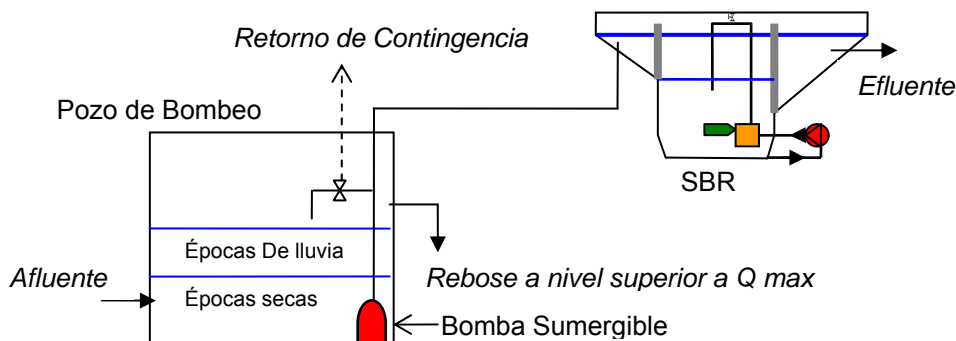 Retorno de Contingencia
Efluente
Pozo de Bombeo
SBR
Épocas De lluvia
Afluente
Épocas secas
Rebose a nivel superior a Q max
Bomba Sumergible